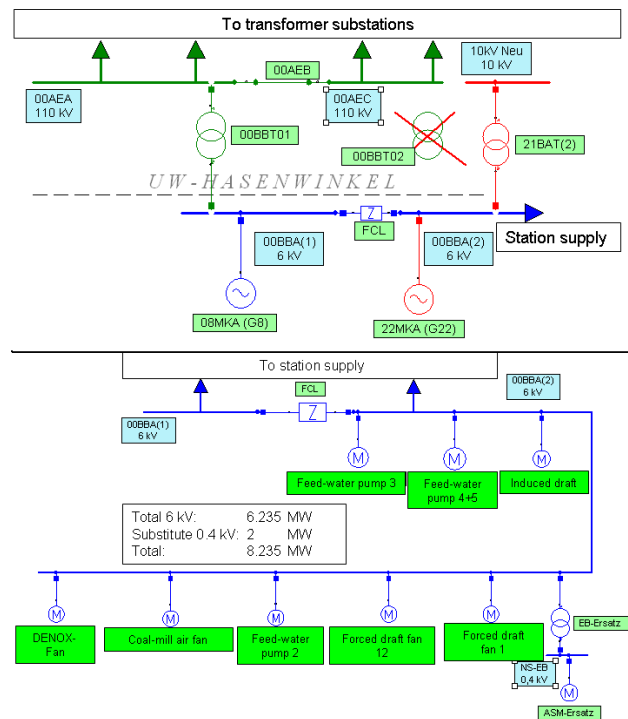 To transformer substations
00AEB
10kV Neu
10 kV
00AEA
110 kV
00AEC
110 kV
00BBT01
00BBT02
21BAT(2)
UW-HASENWINKEL
Z
FCL
Station supply
00BBA(1)
6 kV
00BBA(2)
6 kV
08MKA (G8)
22MKA (G22)
To station supply
FCL
00BBA(2)
6 kV
Z
00BBA(1)
6 kV
M
M
M
Feed-water pump 3
Feed-water
pump 4+5
Induced draft
Total 6 kV: 6.235 MW
Substitute 0.4 kV: 2 MW
Total: 8.235 MW
M
M
M
M
M
EB-Ersatz
DENOX-
Fan
Coal-mill air fan
Feed-water
pump 2
Forced draft fan
12
Forced draft
fan 1
NS-EB
0,4 kV
M
ASM-Ersatz